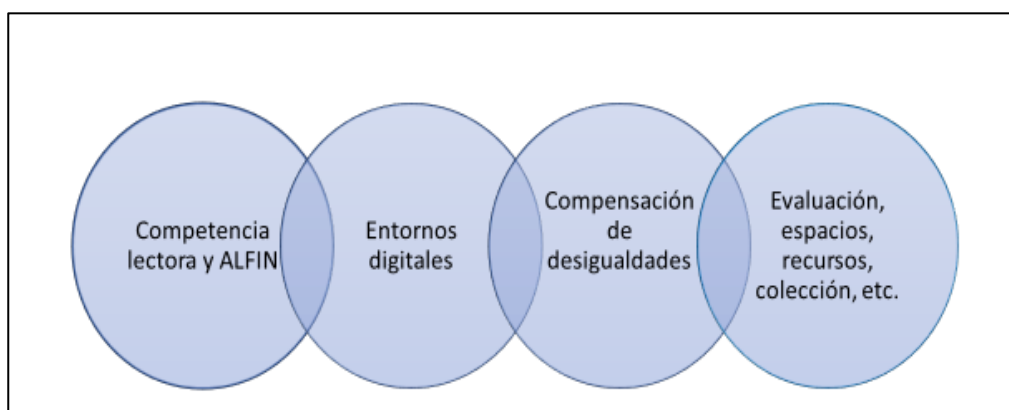 Competencia
lectora y ALFIN
Entornos
digitales
Compensación
de
desigualdades
Evaluación,
espacios,
recursos,
colección, etc.